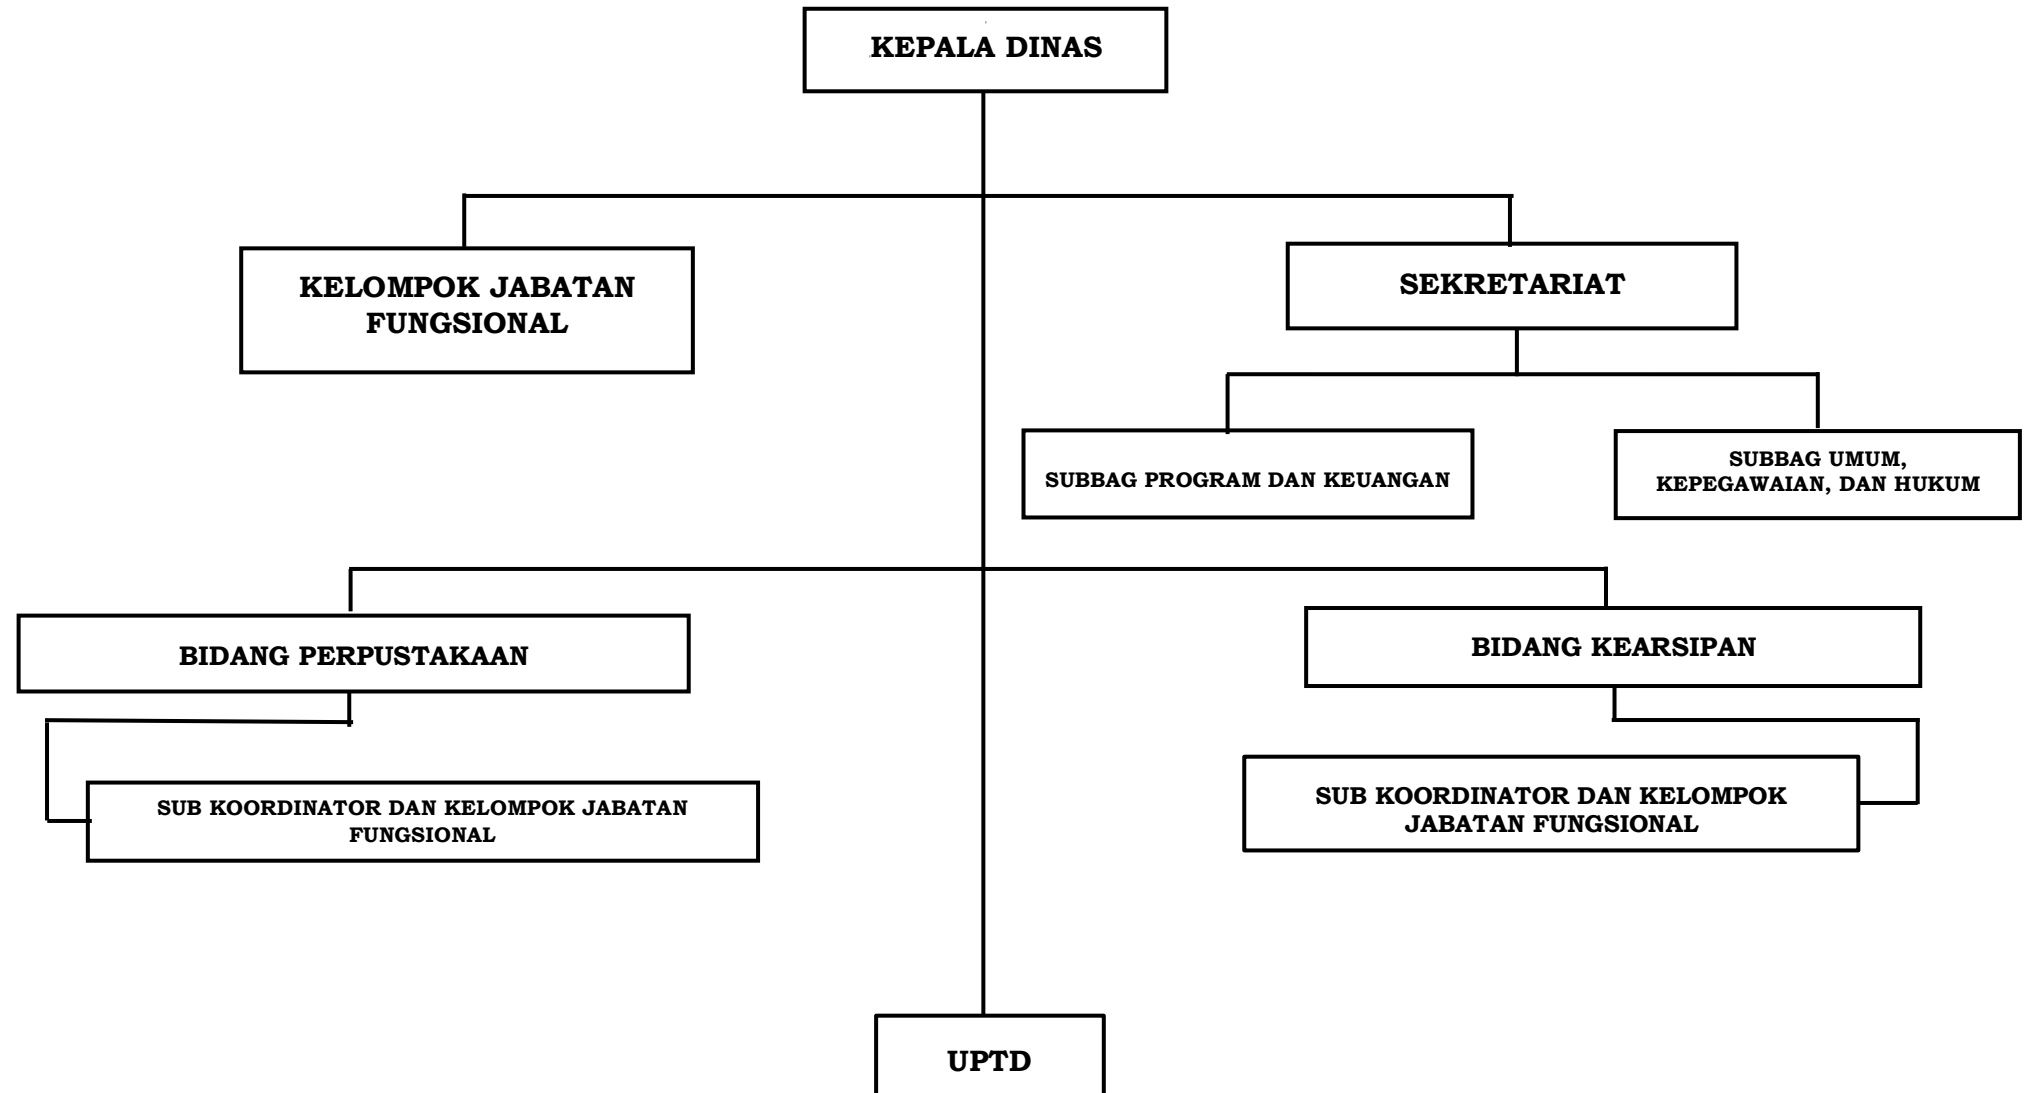 KEPALA DINAS
KELOMPOK JABATAN
FUNGSIONAL
SEKRETARIAT
SUBBAG PROGRAM DAN KEUANGAN
SUBBAG UMUM,
KEPEGAWAIAN, DAN HUKUM
BIDANG PERPUSTAKAAN
BIDANG KEARSIPAN
SUB KOORDINATOR DAN KELOMPOK JABATAN
FUNGSIONAL
SUB KOORDINATOR DAN KELOMPOK
JABATAN FUNGSIONAL
UPTD